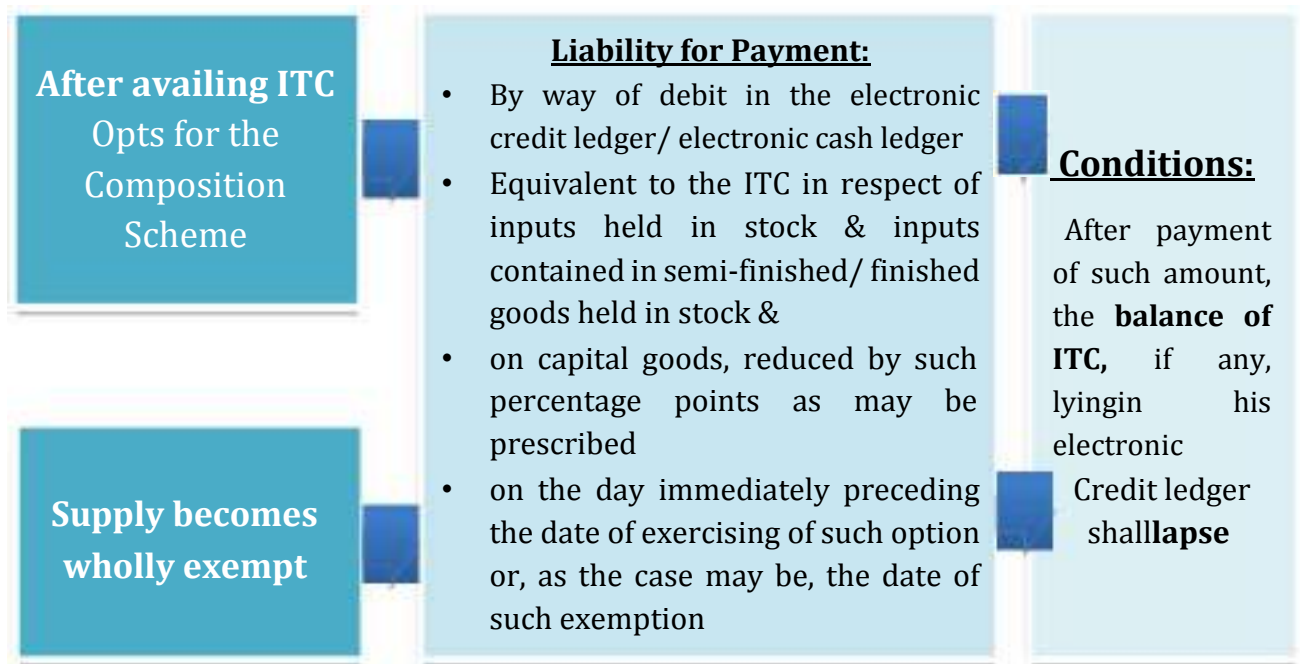 After availing ITC
Opts for the
Composition
Scheme
Supply becomes
wholly exempt
Liability for Payment:
• By way of debit in the electronic
credit ledger/ electronic cash ledger
• Equivalent to the ITC in respect of
inputs held in stock & inputs
contained in semi-finished/ finished
goods held in stock &
• on capital goods, reduced by such
percentage points as may be
prescribed
• on the day immediately preceding
the date of exercising of such option
or, as the case may be, the date of
such exemption
Conditions:
After payment
of such amount,
the balance of
ITC, if any,
lyingin his
electronic
Credit ledger
shalllapse